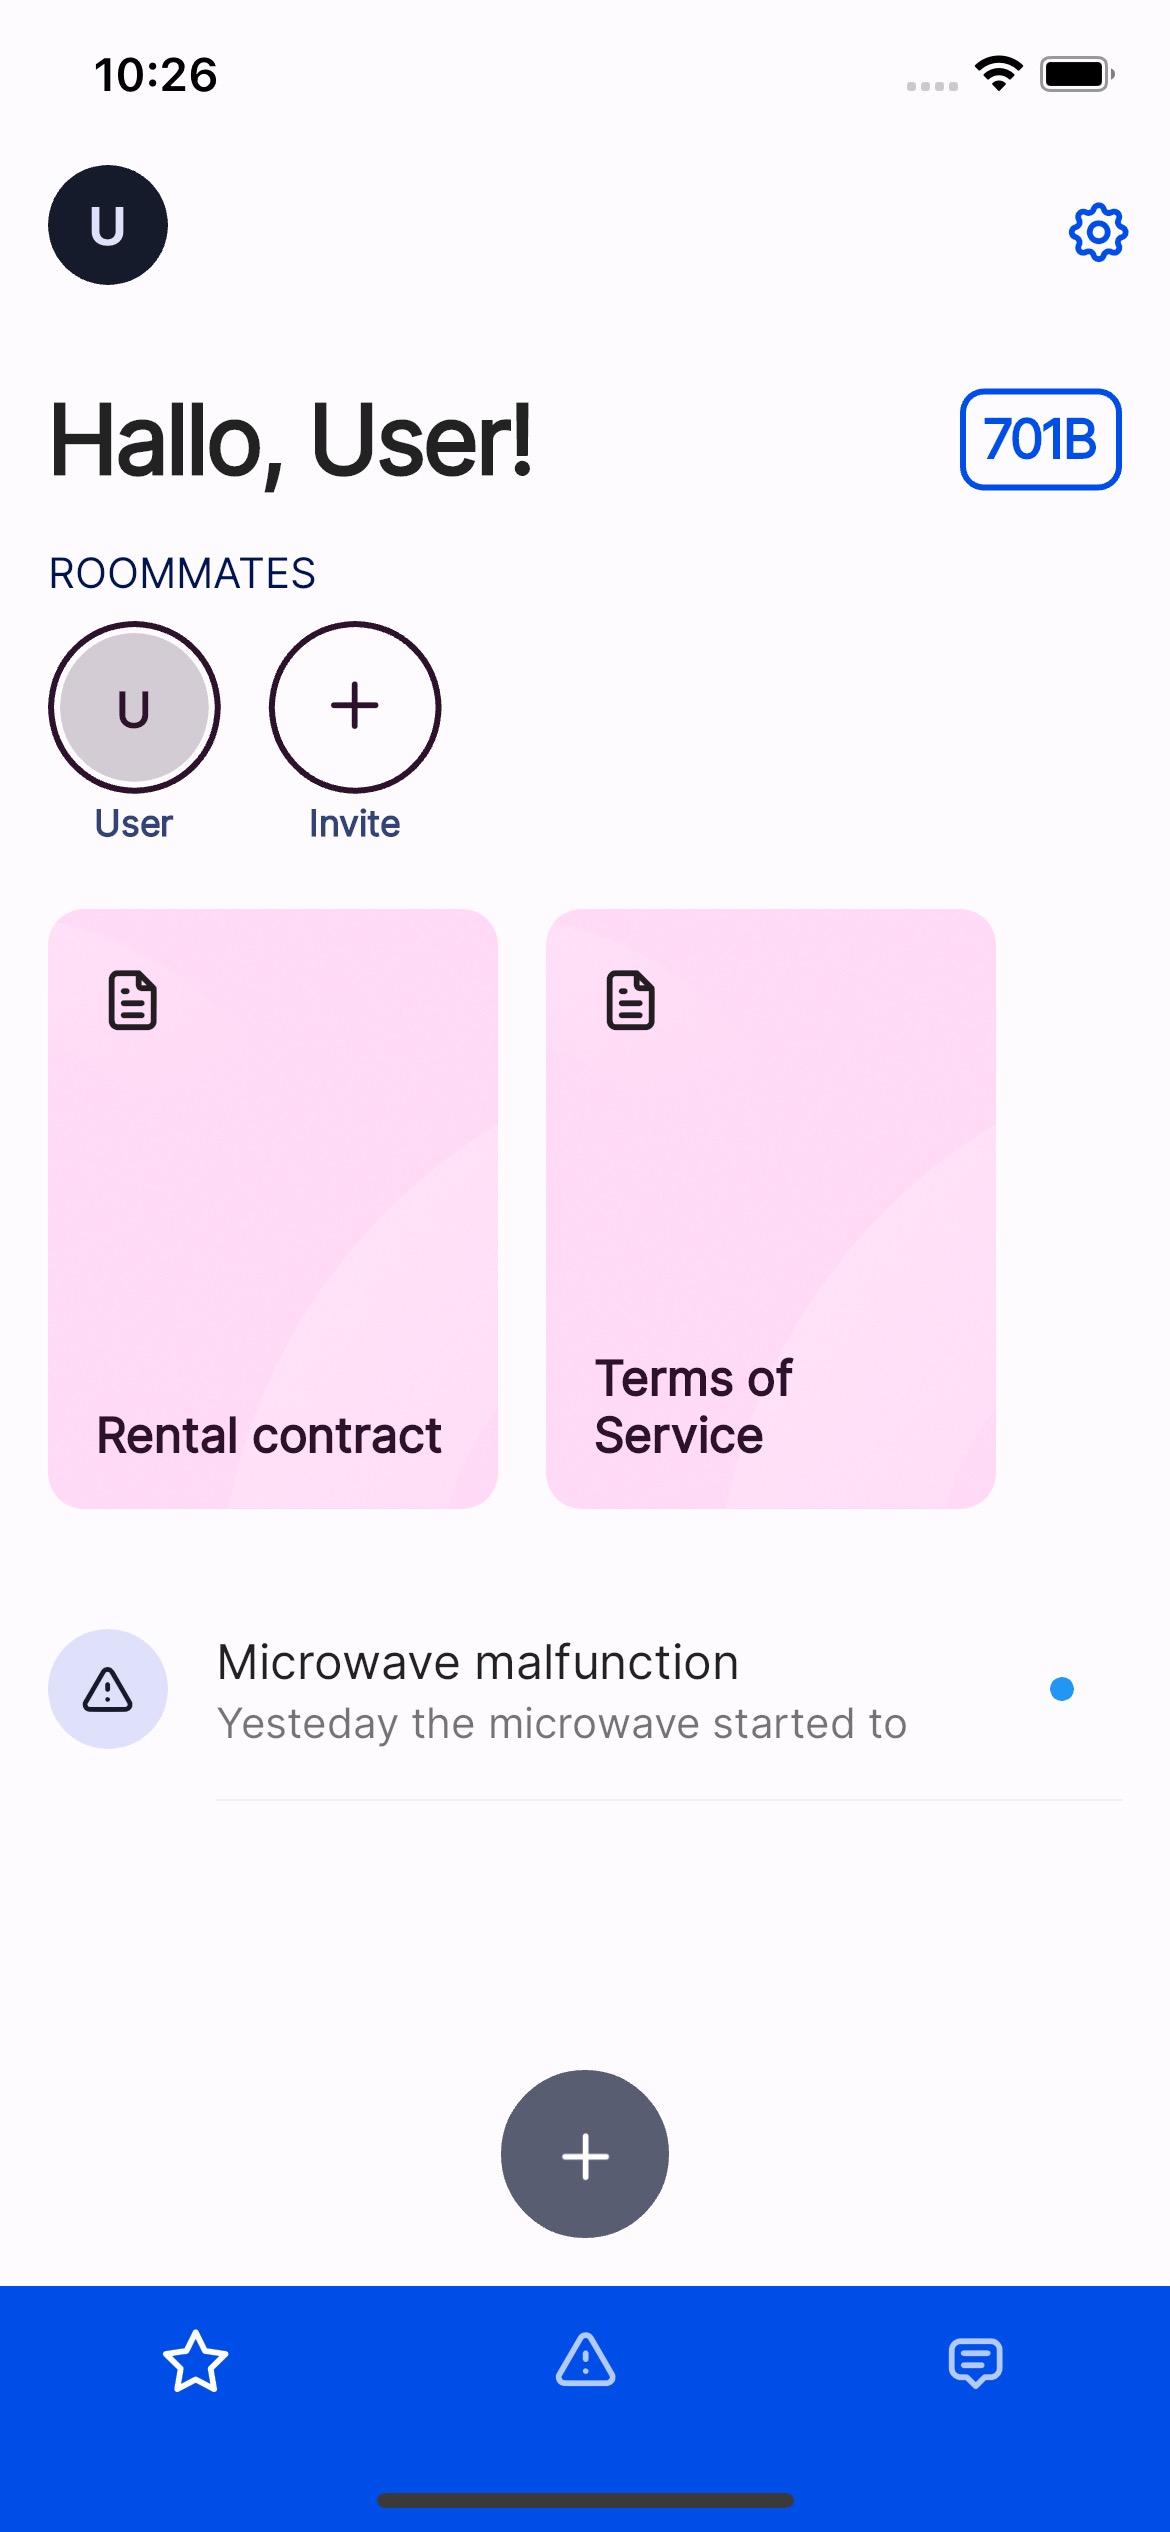 10:26
U
Hallo, User!
701B
ROOMMATES
U
User
Invite
Rental contract
Terms of
Service
Microwave malfunction
Yesteday the microwave started to